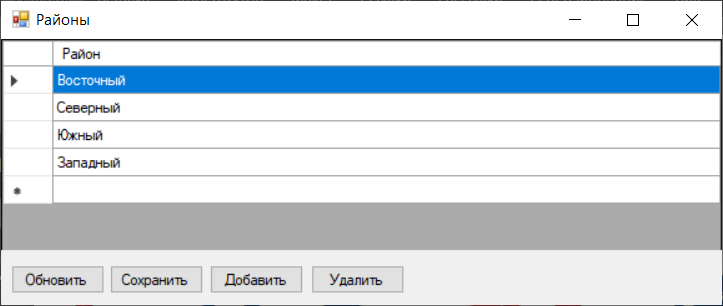 Районы
Район
Восточный
Северный
Южный
Западный
Обновить Сохранить Добавить Удалить